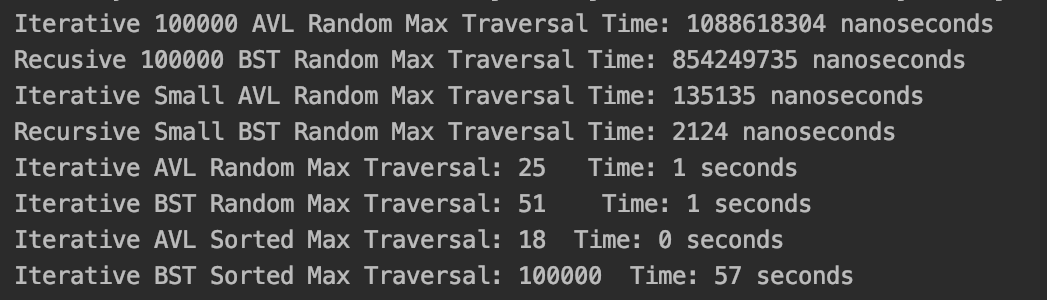 Iterative 100000 AVL Random Max Traversal Time: 1088618304 nanoseconds
Recusive 100000 BST Random Max Traversal Time: 854249735 nanoseconds
Iterative Small AVL Random Max Traversal Time: 135135 nanoseconds
Recursive Small BST Random Max Traversal Time: 2124 nanoseconds
Iterative AVL Random Max Traversal: 25   Time: 1 seconds
Iterative BST Random Max Traversal: 51    Time: 1 seconds
Iterative AVL Sorted Max Traversal: 18  Time: 0 seconds
Iterative BST Sorted Max Traversal: 100000  Time: 57 seconds